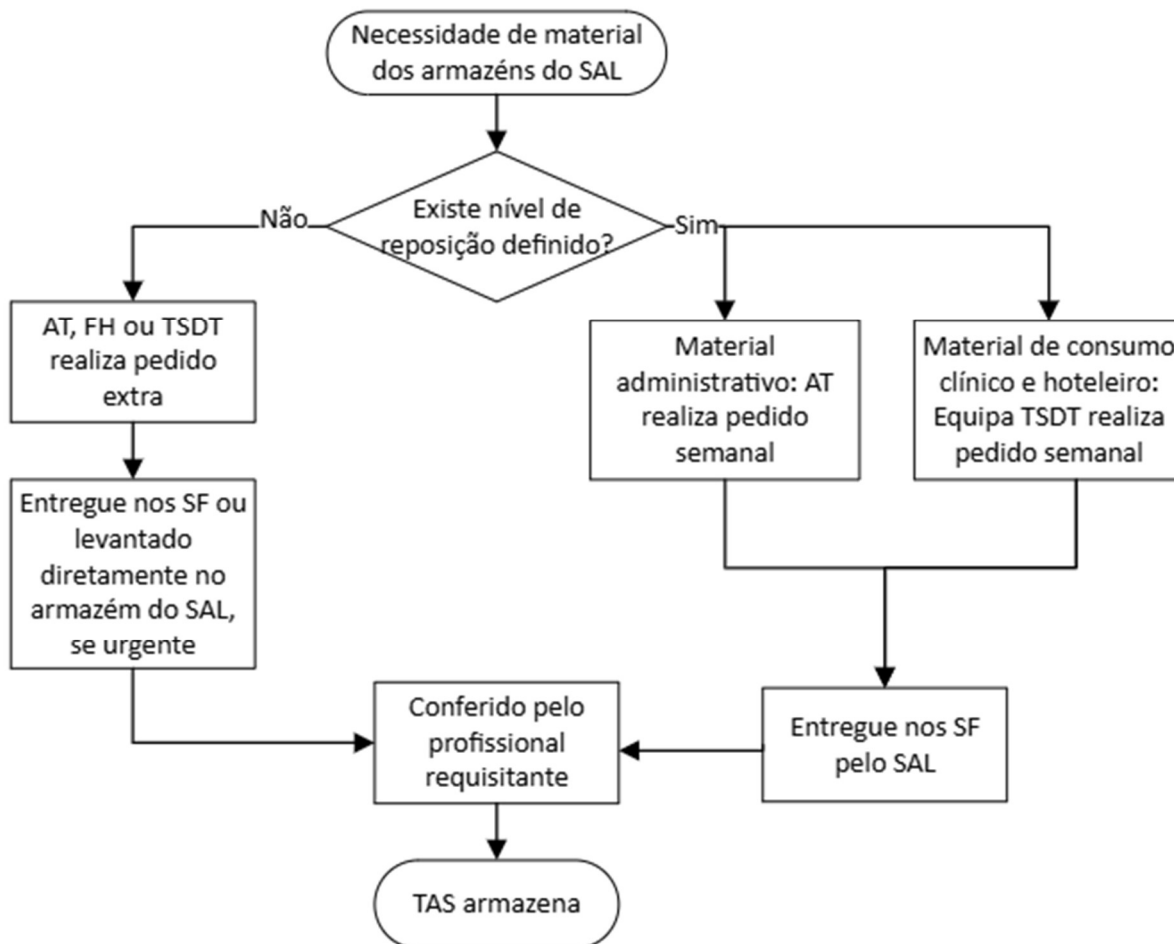 Necessidade de material
dos armazéns do SAL
Existe nível de
reposição definido?
Não
Sim
AT, FH ou TSDT
realiza pedido
extra
Material
administrativo: AT
realiza pedido
semanal
Material de consumo
clínico e hoteleiro:
Equipa TSDT realiza
pedido semanal
Entregue nos SF ou
levantado
diretamente no
armazém do SAL,
se urgente
Conferido pelo
profissional
requisitante
Entregue nos SF
pelo SAL
TAS armazena